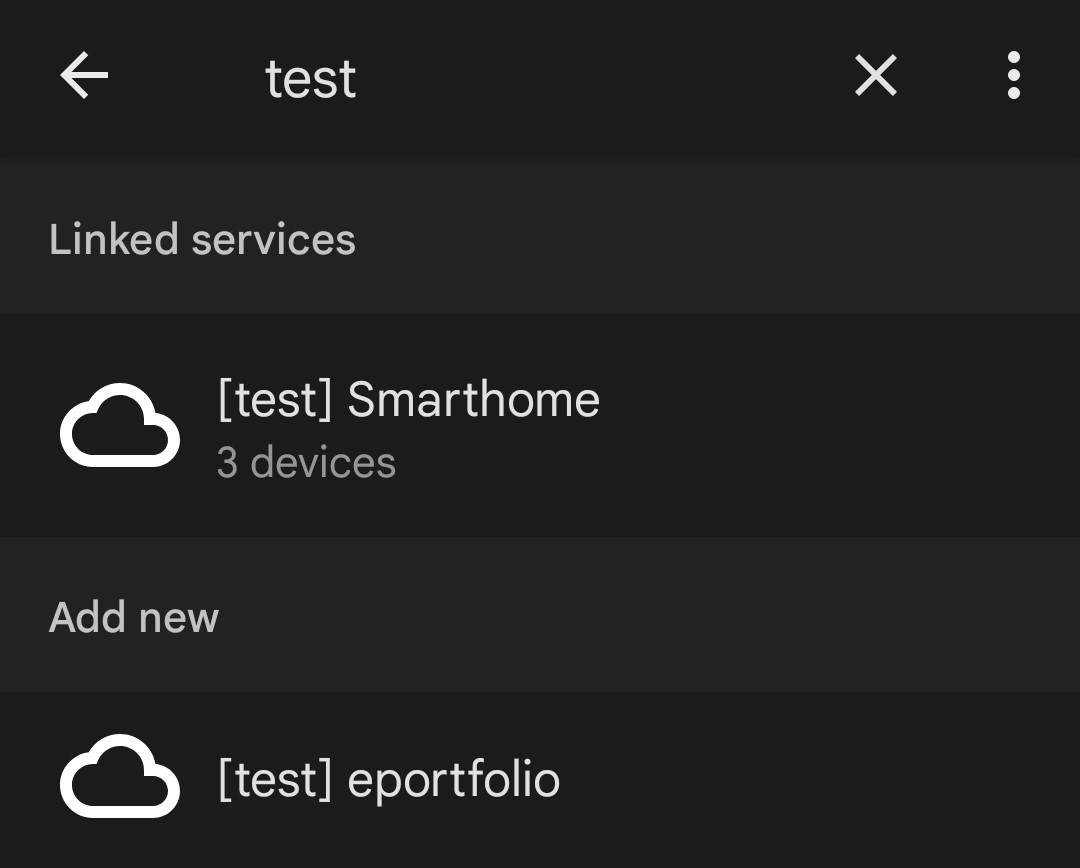 test
Linked services
[test] Smarthome
3 devices
Add new
[test] eportfolio